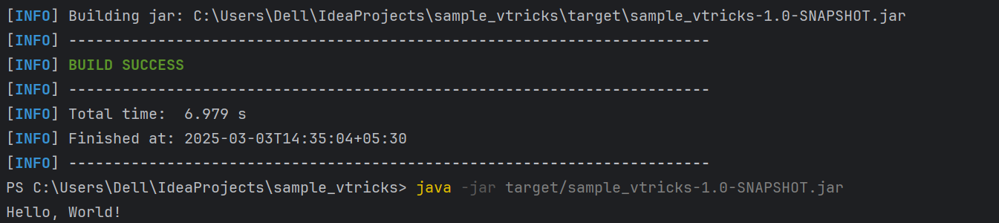 [INFO] Building jar: C:\Users\Dell\IdeaProjects\sample_vtricks\target\sample_vtricks-1.0-SNAPSHOT.jar
[INFO] ------------------------------------------------------------------------
[INFO] BUILD SUCCESS
[INFO] ------------------------------------------------------------------------
[INFO] Total time:  6.979 s
[INFO] Finished at: 2025-03-03T14:35:04+05:30
[INFO] ------------------------------------------------------------------------
PS C:\Users\Dell\IdeaProjects\sample_vtricks> java -jar target/sample_vtricks-1.0-SNAPSHOT.jar
Hello, World!